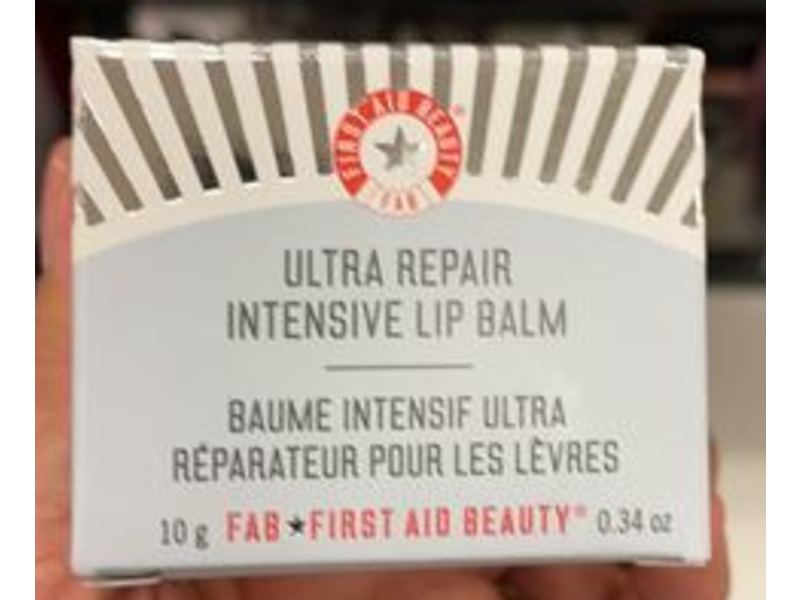 FIRST AID BEAUTY®
FAB
ULTRA REPAIR
INTENSIVE LIP BALM
BAUME INTENSIF ULTRA
RÉPARATEUR POUR LES LÈVRES
10 g FAB★FIRST AID BEAUTY® 0.34 oz